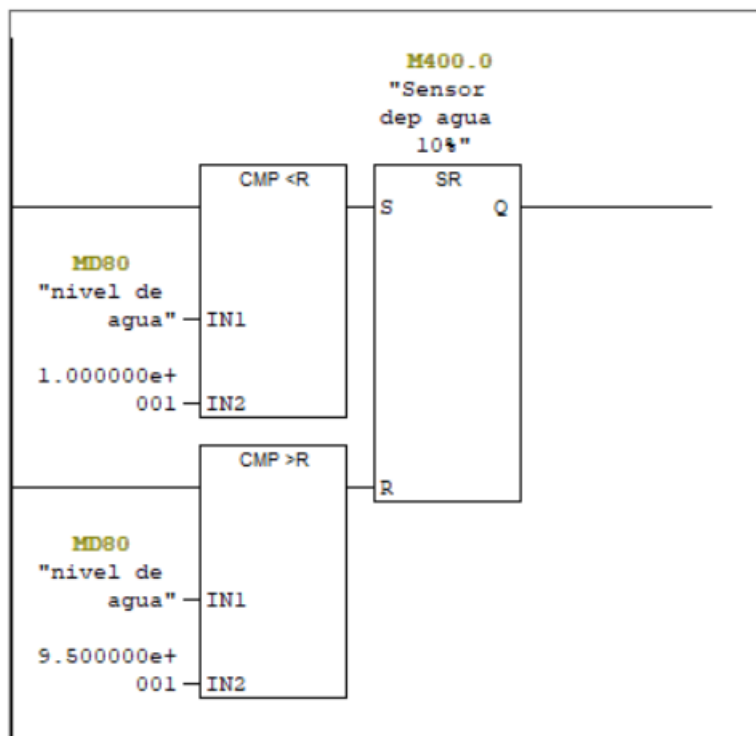 M400.0
"Sensor
dep agua
10%"
CMP <R
SR
S
Q
MD80
"nivel de
agua"
IN1
1.000000e+
001
IN2
CMP >R
R
MD80
"nivel de
agua"
IN1
9.500000e+
001
IN2